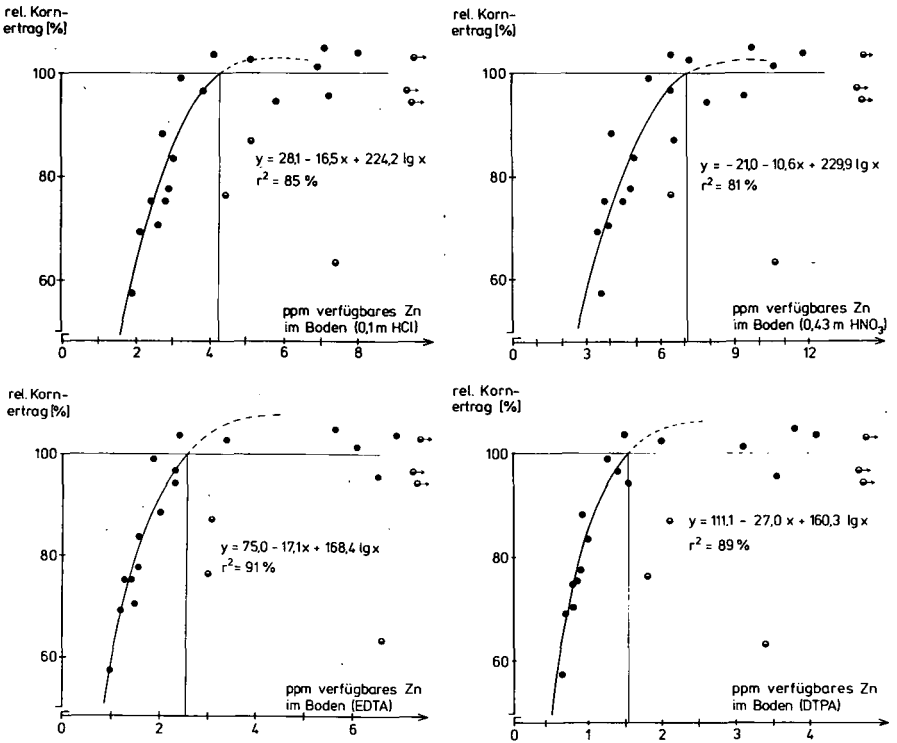 rel. Korn-
ertrag [%]
100
80
60
y = 28,1 - 16,5 x + 224,2 lg x
r² = 85 %
ppm verfügbares Zn
im Boden (0,1 m HCl)
0 2 4 6 8
rel. Korn-
ertrag [%]
100
80
60
y = -21,0 - 10,6x + 229,9 lg x
r² = 81 %
ppm verfügbares Zn
im Boden (0,43 m HNO₃)
0 3 6 9 12
rel. Korn-
ertrag [%]
100
80
60
y = 75,0 - 17,1x + 168,4 lg x
r² = 91 %
ppm verfügbares Zn
im Boden (EDTA)
0 2 4 6
rel. Korn-
ertrag [%]
100
80
60
y = 111,1 - 27,0 x + 160,3 lg x
r² = 89 %
ppm verfügbares Zn
im Boden (DTPA)
0 1 2 3 4